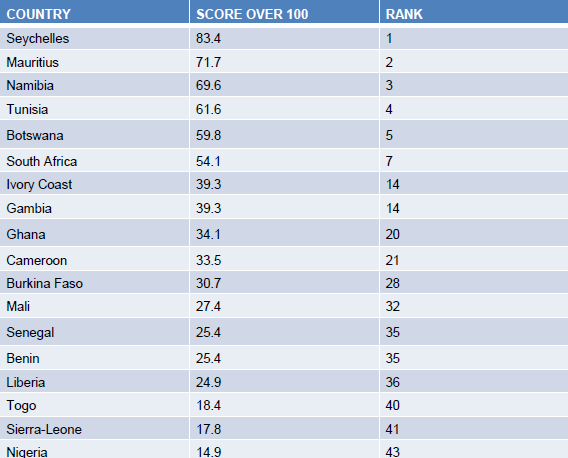 COUNTRY SCORE OVER 100 RANK
Seychelles 83.4 1
Mauritius 71.7 2
Namibia 69.6 3
Tunisia 61.6 4
Botswana 59.8 5
South Africa 54.1 7
Ivory Coast 39.3 14
Gambia 39.3 14
Ghana 34.1 20
Cameroon 33.5 21
Burkina Faso 30.7 28
Mali 27.4 32
Senegal 25.4 35
Benin 25.4 35
Liberia 24.9 36
Togo 18.4 40
Sierra-Leone 17.8 41
Nigeria 14.9 43